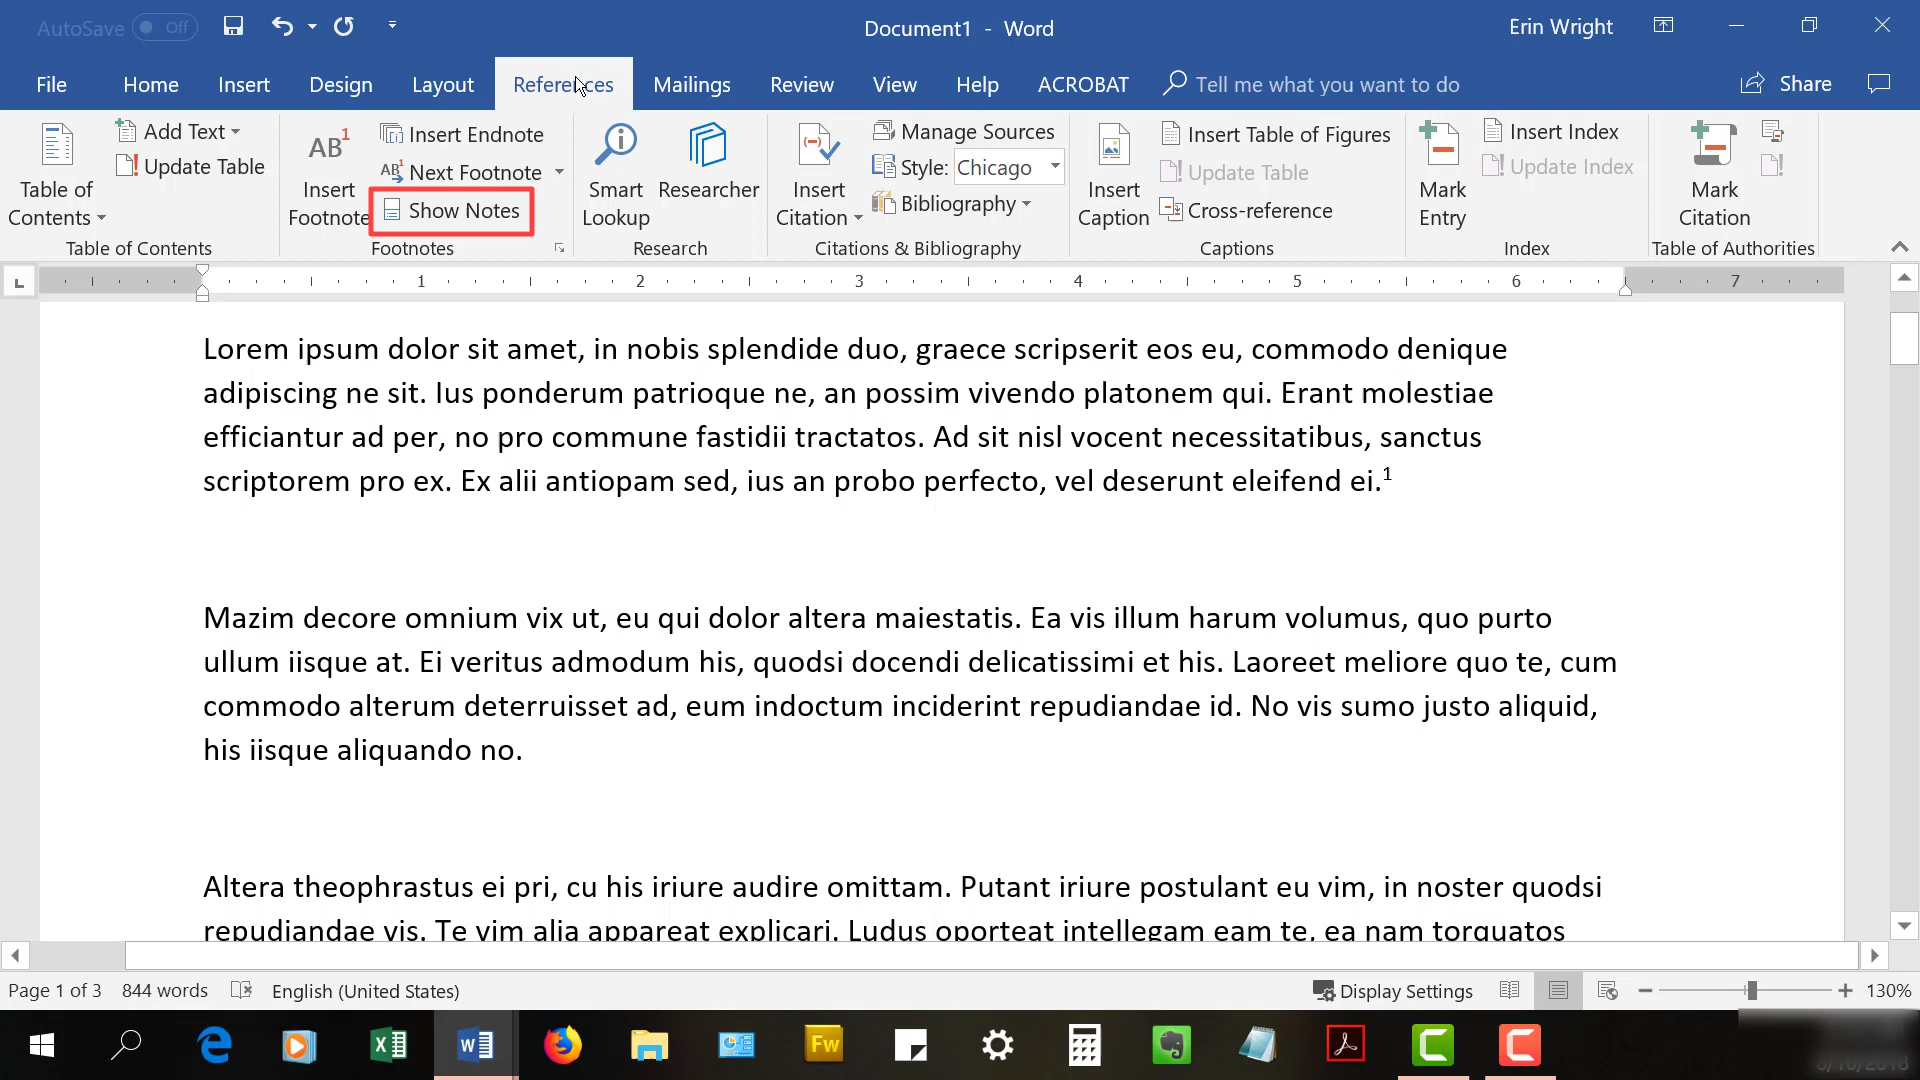 AutoSave Off
Document1 - Word
Erin Wright
File Home Insert Design Layout References Mailings Review View Help ACROBAT Tell me what you want to do Share
Table of Contents
Add Text
Update Table
Table of Contents
AB1 Insert Footnote
Insert Endnote
AB1 Next Footnote
Show Notes
Footnotes
Smart Lookup
Researcher
Research
Insert Citation
Manage Sources
Style: Chicago
Bibliography
Citations & Bibliography
Insert Caption
Insert Table of Figures
Update Table
Cross-reference
Captions
Mark Entry
Insert Index
Update Index
Index
Mark Citation
Table of Authorities
1 2 3 4 5 6 7
Lorem ipsum dolor sit amet, in nobis splendide duo, graece scripserit eos eu, commodo denique
adipiscing ne sit. Ius ponderum patrioque ne, an possim vivendo platonem qui. Erant molestiae
efficiantur ad per, no pro commune fastidii tractatos. Ad sit nisl vocent necessitatibus, sanctus
scriptorem pro ex. Ex alii antiopam sed, ius an probo perfecto, vel deserunt eleifend ei.1
Mazim decore omnium vix ut, eu qui dolor altera maiestatis. Ea vis illum harum volumus, quo purto
ullum iisque at. Ei veritus admodum his, quodsi docendi delicatissimi et his. Laoreet meliore quo te, cum
commodo alterum deterruisset ad, eum indoctum inciderint repudiandae id. No vis sumo justo aliquid,
his iisque aliquando no.
Altera theophrastus ei pri, cu his iriure audire omittam. Putant iriure postulant eu vim, in noster quodsi
repudiandae vis. Te vim alia appareat explicari. Ludus oporteat intellegam eam te, ea nam torquatos
Page 1 of 3 844 words English (United States) Display Settings 130%
Fw